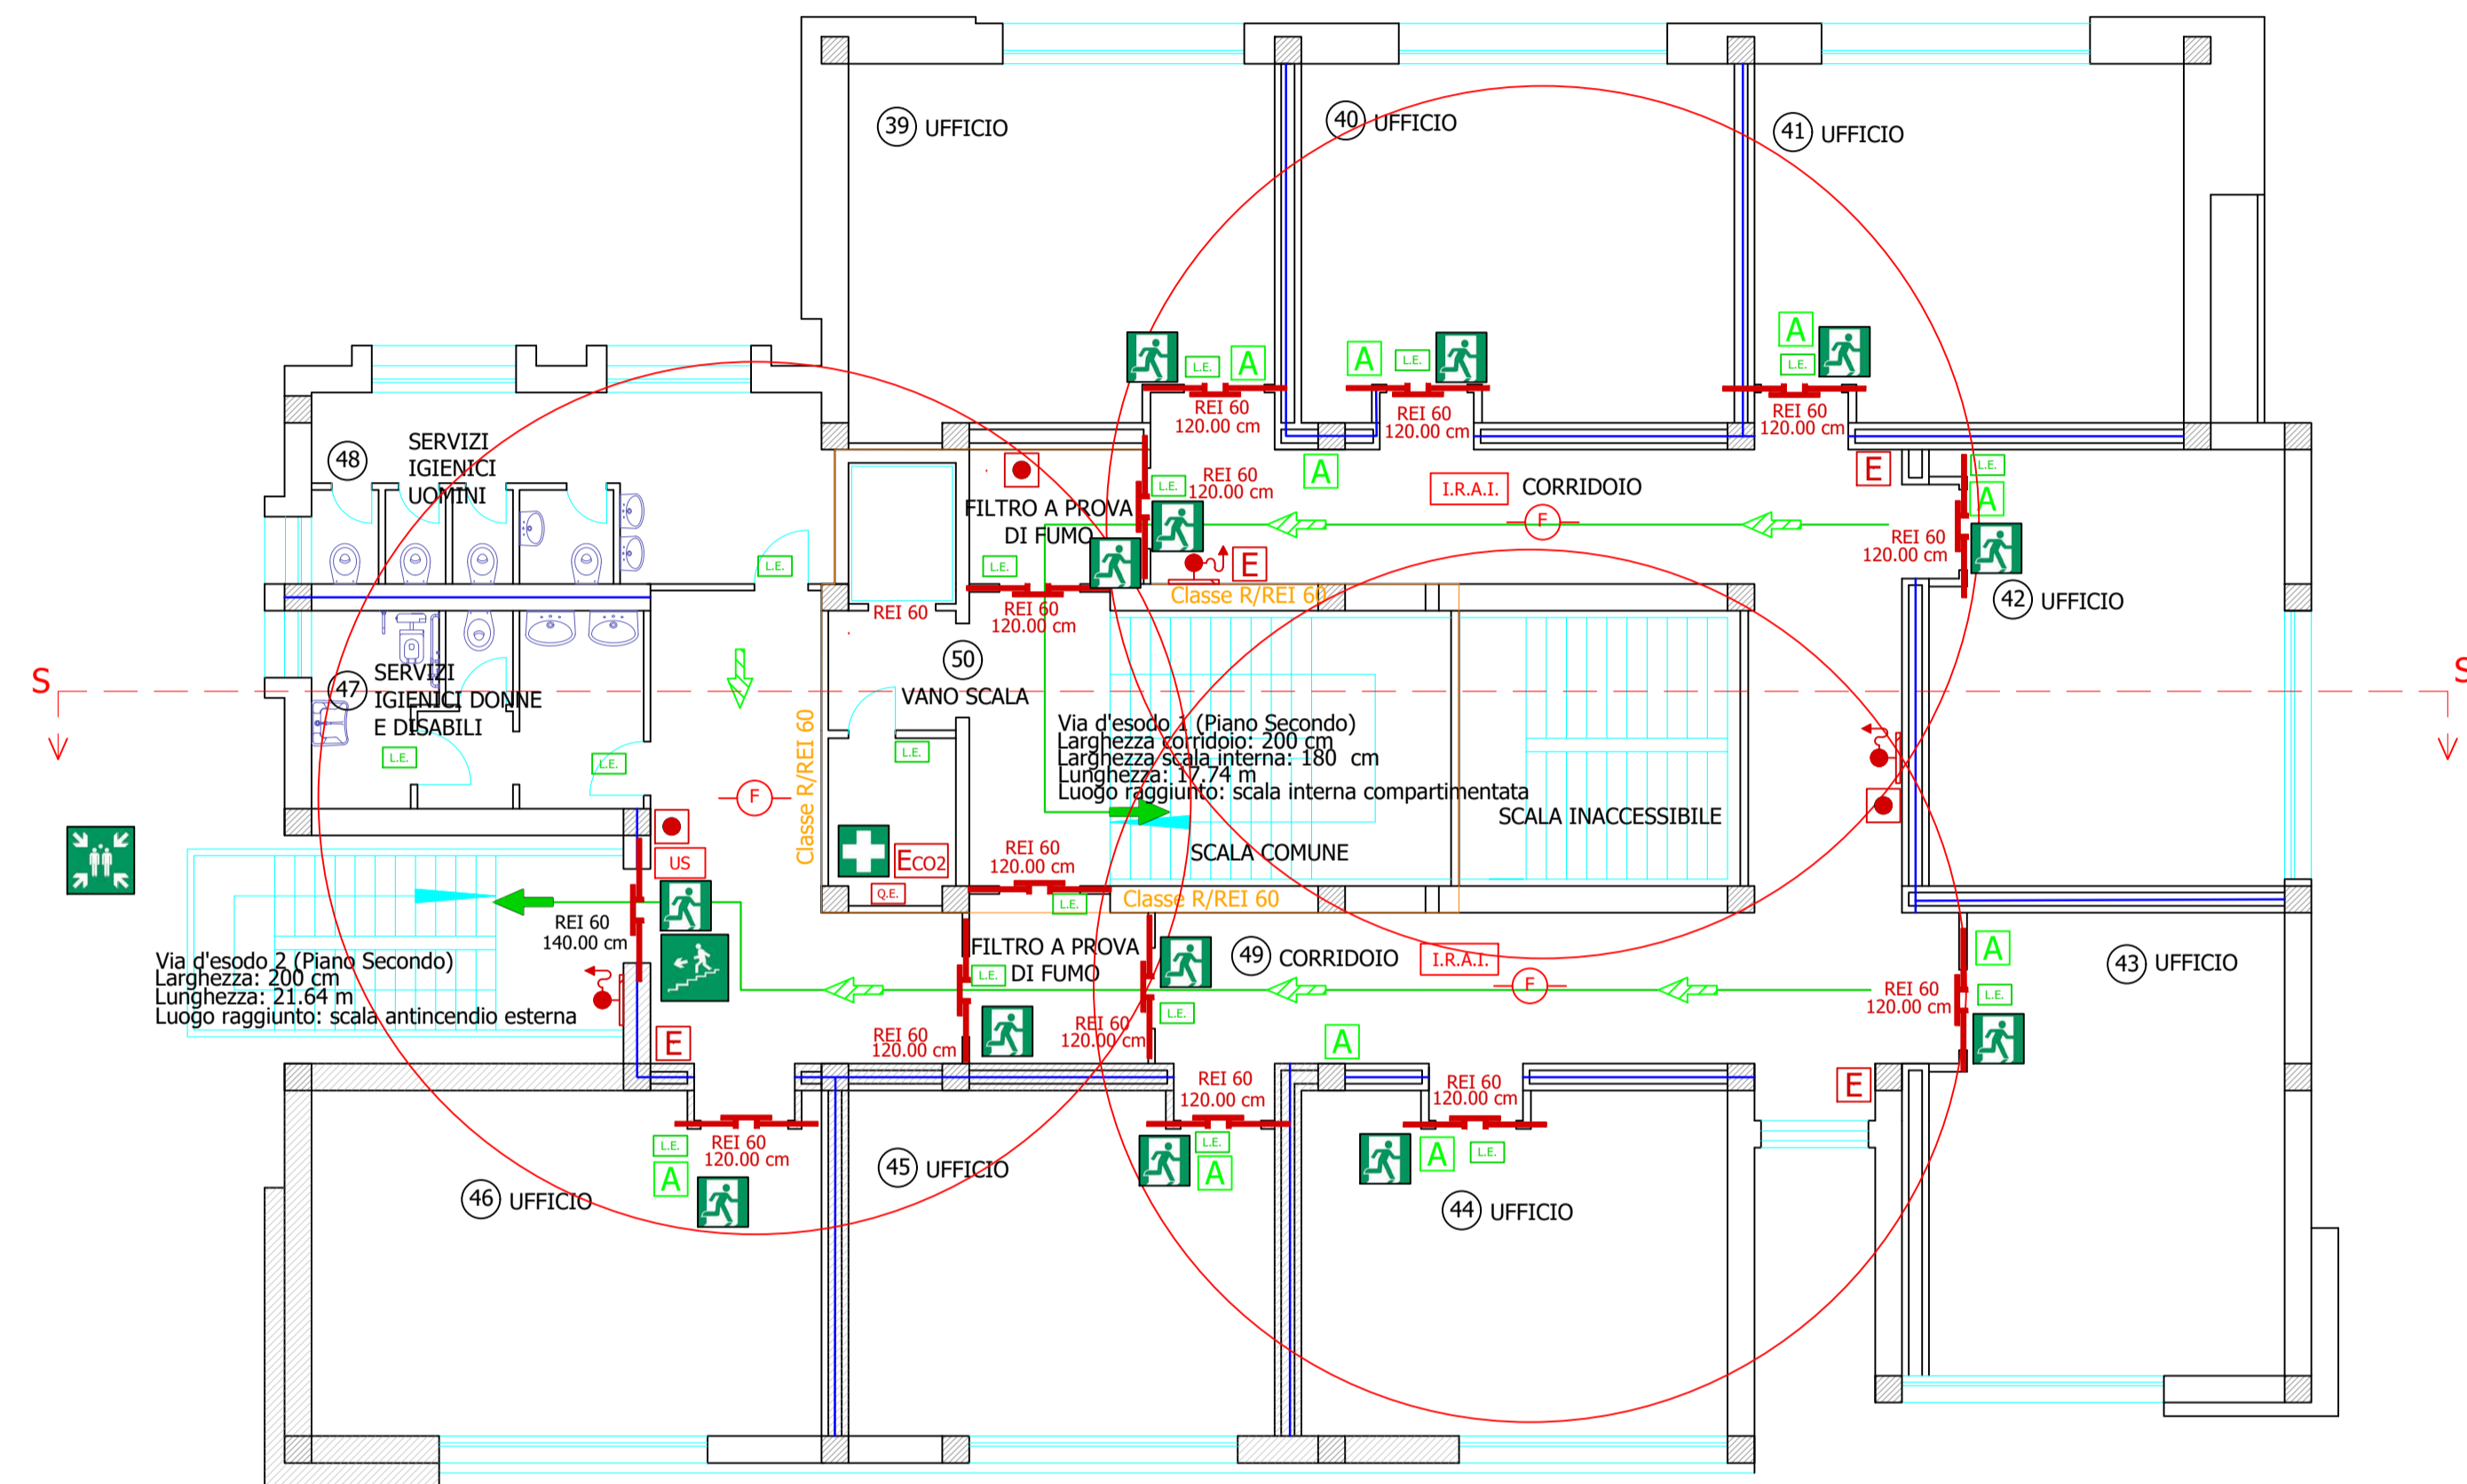 39 UFFICIO
40 UFFICIO
41 UFFICIO
L.E. A
A L.E.
A
L.E.
REI 60
120.00 cm
REI 60
120.00 cm
REI 60
120.00 cm
48 SERVIZI
IGIENICI
UOMINI
FILTRO A PROVA
DI FUMO
L.E.
REI 60
120.00 cm
A
I.R.A.I. CORRIDOIO
F
E
L.E.
A
REI 60
120.00 cm
E
L.E.
L.E.
REI 60
REI 60
120.00 cm
Classe R/REI 60
42 UFFICIO
S
S
47 SERVIZI
IGIENICI DONNE
E DISABILI
L.E.
L.E.
50
VANO SCALA
L.E.
Classe R/REI 60
F
Via d'esodo 1 (Piano Secondo)
Larghezza corridoio: 200 cm
Larghezza scala interna: 180 cm
Lunghezza: 17.74 m
Luogo raggiunto: scala interna compartimentata
SCALA INACCESSIBILE
SCALA COMUNE
US
ECO2
Q.E.
REI 60
120.00 cm
L.E.
Classe R/REI 60
REI 60
140.00 cm
Via d'esodo 2 (Piano Secondo)
Larghezza: 200 cm
Lunghezza: 21.64 m
Luogo raggiunto: scala antincendio esterna
FILTRO A PROVA
DI FUMO
L.E.
49 CORRIDOIO
I.R.A.I.
F
L.E.
A
L.E.
REI 60
120.00 cm
43 UFFICIO
E
REI 60
120.00 cm
REI 60
120.00 cm
A
E
REI 60
120.00 cm
REI 60
120.00 cm
L.E.
A
REI 60
120.00 cm
L.E.
A
A
L.E.
46 UFFICIO
45 UFFICIO
44 UFFICIO